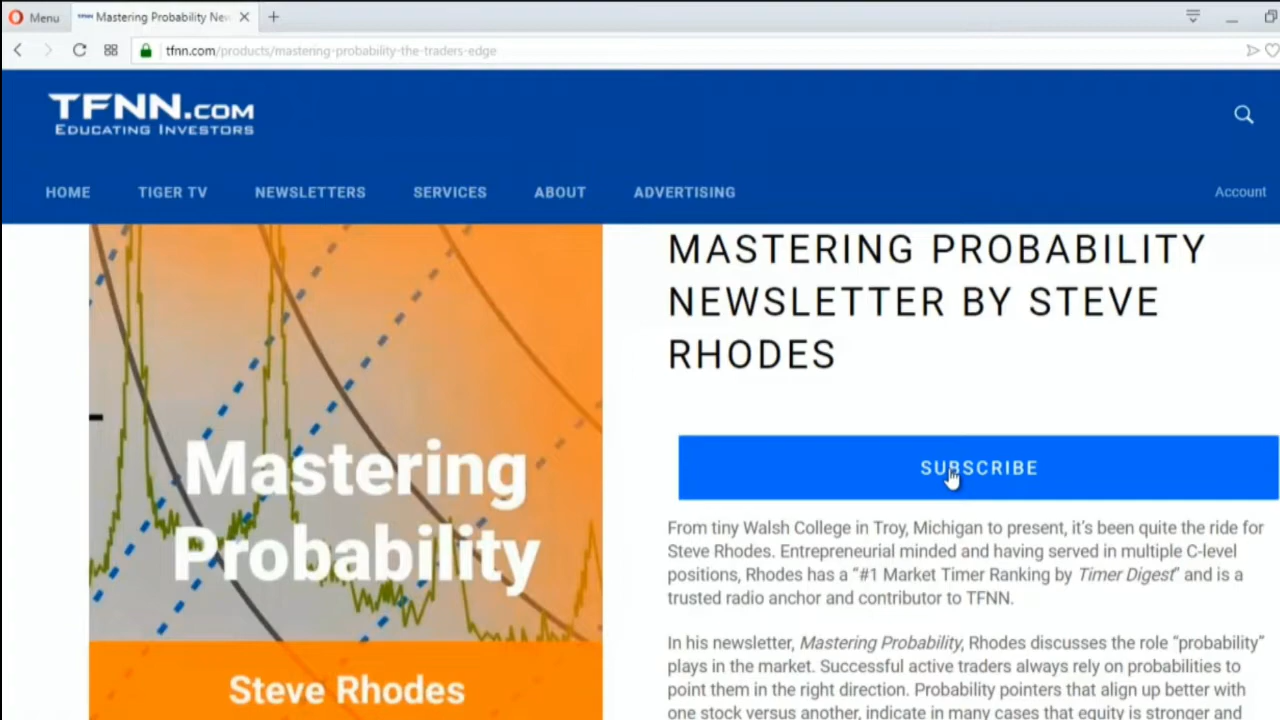 Menu
Mastering Probability New
tfnn.com/products/mastering-probability-the-traders-edge
TFNN.COM
EDUCATING INVESTORS
HOME TIGER TV NEWSLETTERS SERVICES ABOUT ADVERTISING Account
Mastering
Probability
Steve Rhodes
MASTERING PROBABILITY
NEWSLETTER BY STEVE
RHODES
SUBSCRIBE
From tiny Walsh College in Troy, Michigan to present, it’s been quite the ride for
Steve Rhodes. Entrepreneurial minded and having served in multiple C-level
positions, Rhodes has a “#1 Market Timer Ranking by Timer Digest” and is a
trusted radio anchor and contributor to TFNN.
In his newsletter, Mastering Probability, Rhodes discusses the role “probability”
plays in the market. Successful active traders always rely on probabilities to
point them in the right direction. Probability pointers that align up better with
one stock versus another, indicate in many cases that equity is stronger and